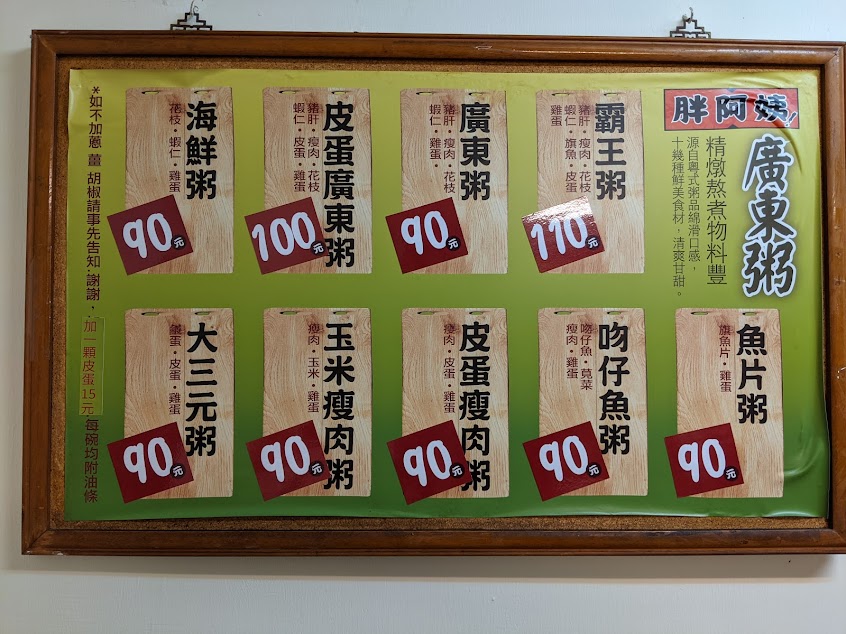 胖阿姨
廣東粥
精燉熬煮物料豐
源自粵式粥品綿滑口感，
十幾種鮮美食材，清爽甘甜。
霸王粥
豬肝・瘦肉・花枝
蝦仁・旗魚・皮蛋
雞蛋
110元
廣東粥
豬肝・瘦肉・花枝
蝦仁・雞蛋
90元
皮蛋廣東粥
豬肝・瘦肉・花枝
蝦仁・皮蛋・雞蛋
100元
海鮮粥
花枝・蝦仁・雞蛋
90元
魚片粥
旗魚片・雞蛋
90元
吻仔魚粥
吻仔魚・莧菜
瘦肉・雞蛋
90元
皮蛋瘦肉粥
瘦肉・皮蛋・雞蛋
90元
玉米瘦肉粥
瘦肉・玉米・雞蛋
90元
大三元粥
鹹蛋・皮蛋・雞蛋
90元
*如不加蔥 薑 胡椒請事先告知.謝謝. 加一顆皮蛋15元 每碗均附油條